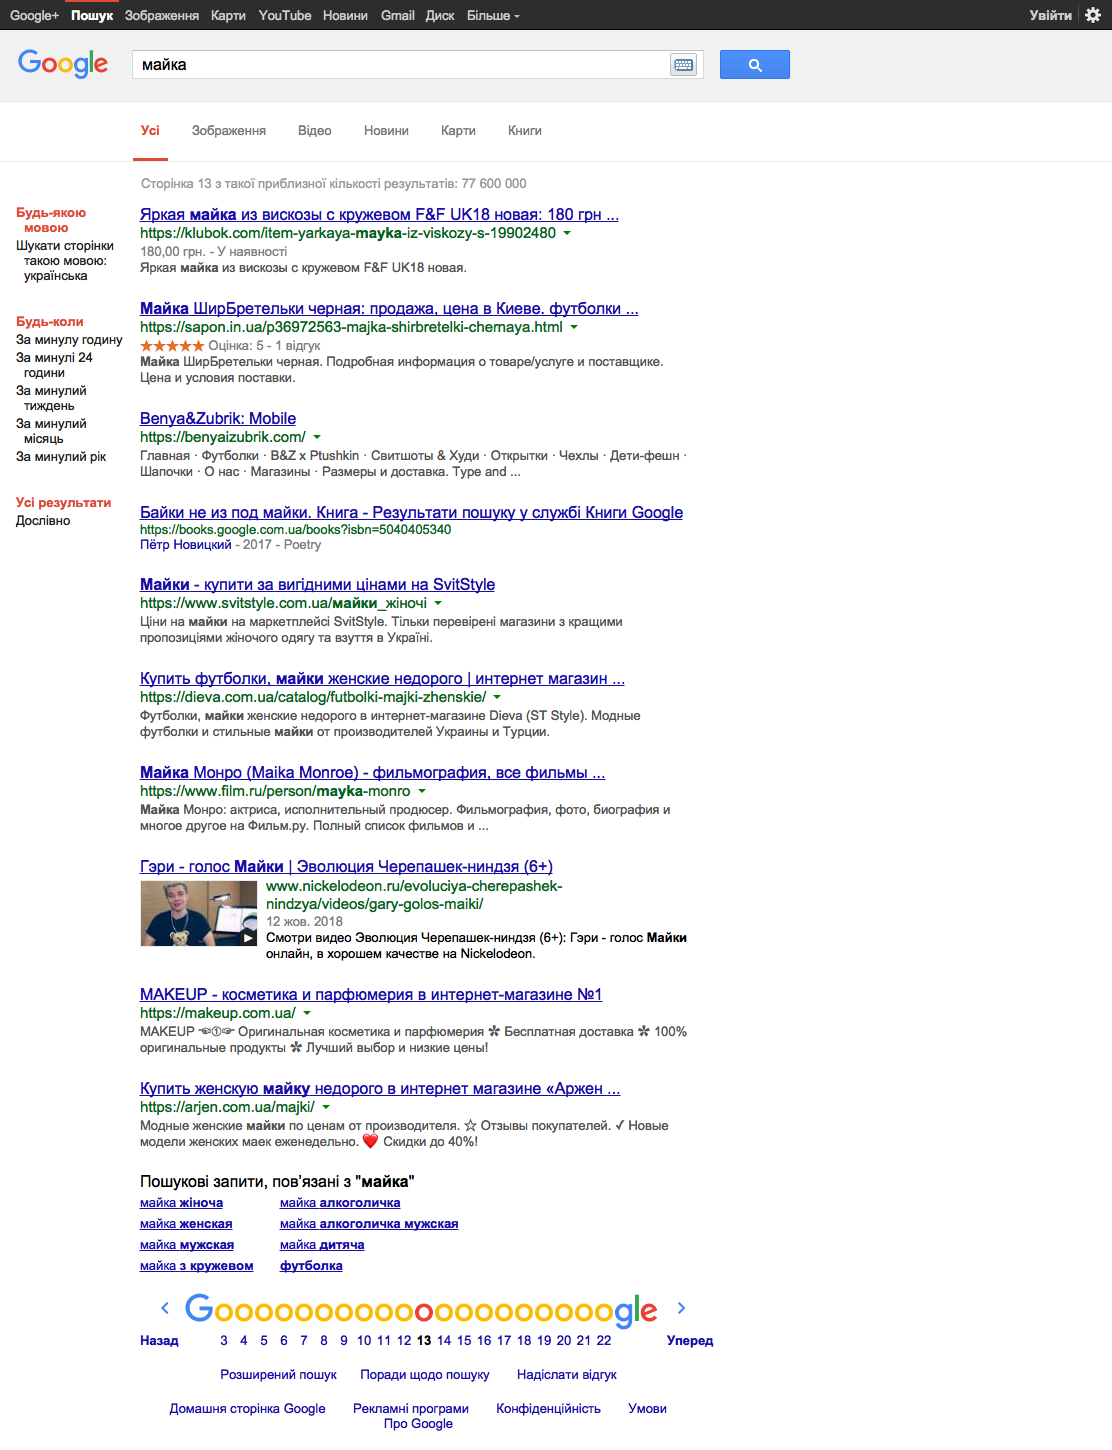 Google+ Пошук Зображення Карти YouTube Новини Gmail Диск Більше Увійти
Google майка
Усі Зображення Відео Новини Карти Книги
Сторінка 13 з такої приблизної кількості результатів: 77 600 000
Будь-якою
мовою
Шукати сторінки
такою мовою:
українська
Будь-коли
За минулу годину
За минулі 24
години
За минулий
тиждень
За минулий
місяць
За минулий рік
Усі результати
Дослівно
Яркая майка из вискозы с кружевом F&F UK18 новая: 180 грн ...
https://klubok.com/item-yarkaya-mayka-iz-viskozy-s-19902480
180,00 грн. - У наявності
Яркая майка из вискозы с кружевом F&F UK18 новая.
Майка ШирБретельки черная: продажа, цена в Киеве. футболки ...
https://sapon.in.ua/p36972563-majka-shirbretelki-chernaya.html
★★★★★ Оцінка: 5 - 1 відгук
Майка ШирБретельки черная. Подробная информация о товаре/услуге и поставщике.
Цена и условия поставки.
Benya&Zubrik: Mobile
https://benyaizubrik.com/
Главная · Футболки · B&Z x Ptushkin · Свитшоты & Худи · Открытки · Чехлы · Дети-фешн ·
Шапочки · О нас · Магазины · Размеры и доставка. Type and ...
Байки не из под майки. Книга - Результати пошуку у службі Книги Google
https://books.google.com.ua/books?isbn=5040405340
Пётр Новицкий - 2017 - Poetry
Майки - купити за вигідними цінами на SvitStyle
https://www.svitstyle.com.ua/майки_жіночі
Ціни на майки на маркетплейсі SvitStyle. Тільки перевірені магазини з кращими
пропозиціями жіночого одягу та взуття в Україні.
Купить футболки, майки женские недорого | интернет магазин ...
https://dieva.com.ua/catalog/futbolki-majki-zhenskie/
Футболки, майки женские недорого в интернет-магазине Dieva (ST Style). Модные
футболки и стильные майки от производителей Украины и Турции.
Майка Монро (Maika Monroe) - фильмография, все фильмы ...
https://www.film.ru/person/mayka-monro
Майка Монро: актриса, исполнительный продюсер. Фильмография, фото, биография и
многое другое на Фильм.ру. Полный список фильмов и ...
Гэри - голос Майки | Эволюция Черепашек-ниндзя (6+)
www.nickelodeon.ru/evoluciya-cherepashek-
nindzya/videos/gary-golos-maiki/
12 жов. 2018
Смотри видео Эволюция Черепашек-ниндзя (6+): Гэри - голос Майки
онлайн, в хорошем качестве на Nickelodeon.
MAKEUP - косметика и парфюмерия в интернет-магазине №1
https://makeup.com.ua/
MAKEUP ☜①☞ Оригинальная косметика и парфюмерия ✲ Бесплатная доставка ✲ 100%
оригинальные продукты ✲ Лучший выбор и низкие цены!
Купить женскую майку недорого в интернет магазине «Аржен ...
https://arjen.com.ua/majki/
Модные женские майки по ценам от производителя. ☆ Отзывы покупателей. ✓ Новые
модели женских маек еженедельно. ❤️ Скидки до 40%!
Пошукові запити, пов’язані з "майка"
майка жіноча майка алкоголичка
майка женская майка алкоголичка мужская
майка мужская майка дитяча
майка з кружевом футболка
Goooooooooooooooooooogle
Назад 3 4 5 6 7 8 9 10 11 12 13 14 15 16 17 18 19 20 21 22 Уперед
Розширений пошук Поради щодо пошуку Надіслати відгук
Домашня сторінка Google Рекламні програми Конфіденційність Умови
Про Google